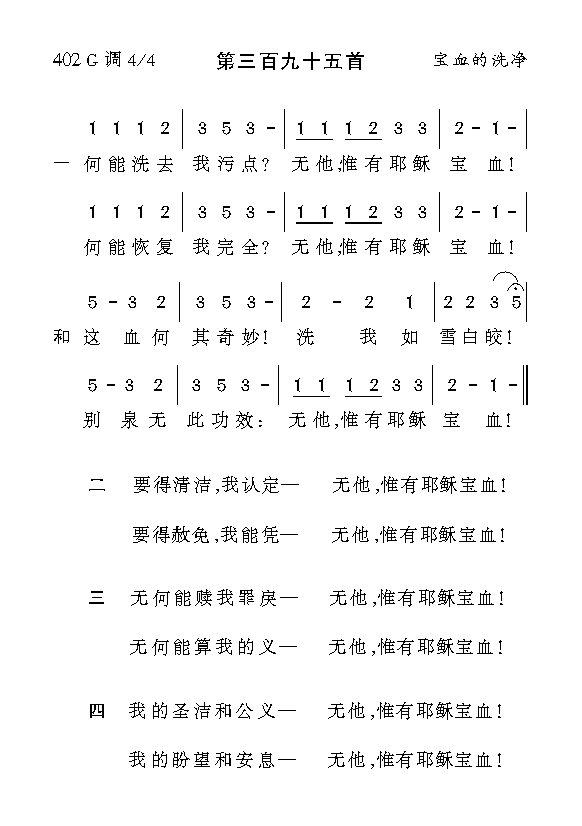 402 G 调 4/4 第三百九十五首 宝血的洗净
1 1 1 2 | 3 5 3 - | 1 1 1 2 3 3 | 2 - 1 - |
一 何能洗去 我污点? 无他,惟有耶稣 宝 血!
1 1 1 2 | 3 5 3 - | 1 1 1 2 3 3 | 2 - 1 - |
何能恢复 我完全? 无他,惟有耶稣 宝 血!
5 - 3 2 | 3 5 3 - | 2 - 2 1 | 2 2 3 5 |
和 这 血何 其奇妙! 洗 我 如 雪白皎!
5 - 3 2 | 3 5 3 - | 1 1 1 2 3 3 | 2 - 1 - ||
别 泉无 此功效: 无他,惟有耶稣 宝 血!
二 要得清洁,我认定— 无他,惟有耶稣宝血!
要得赦免,我能凭— 无他,惟有耶稣宝血!
三 无何能赎我罪戾— 无他,惟有耶稣宝血!
无何能算我的义— 无他,惟有耶稣宝血!
四 我的圣洁和公义— 无他,惟有耶稣宝血!
我的盼望和安息— 无他,惟有耶稣宝血!